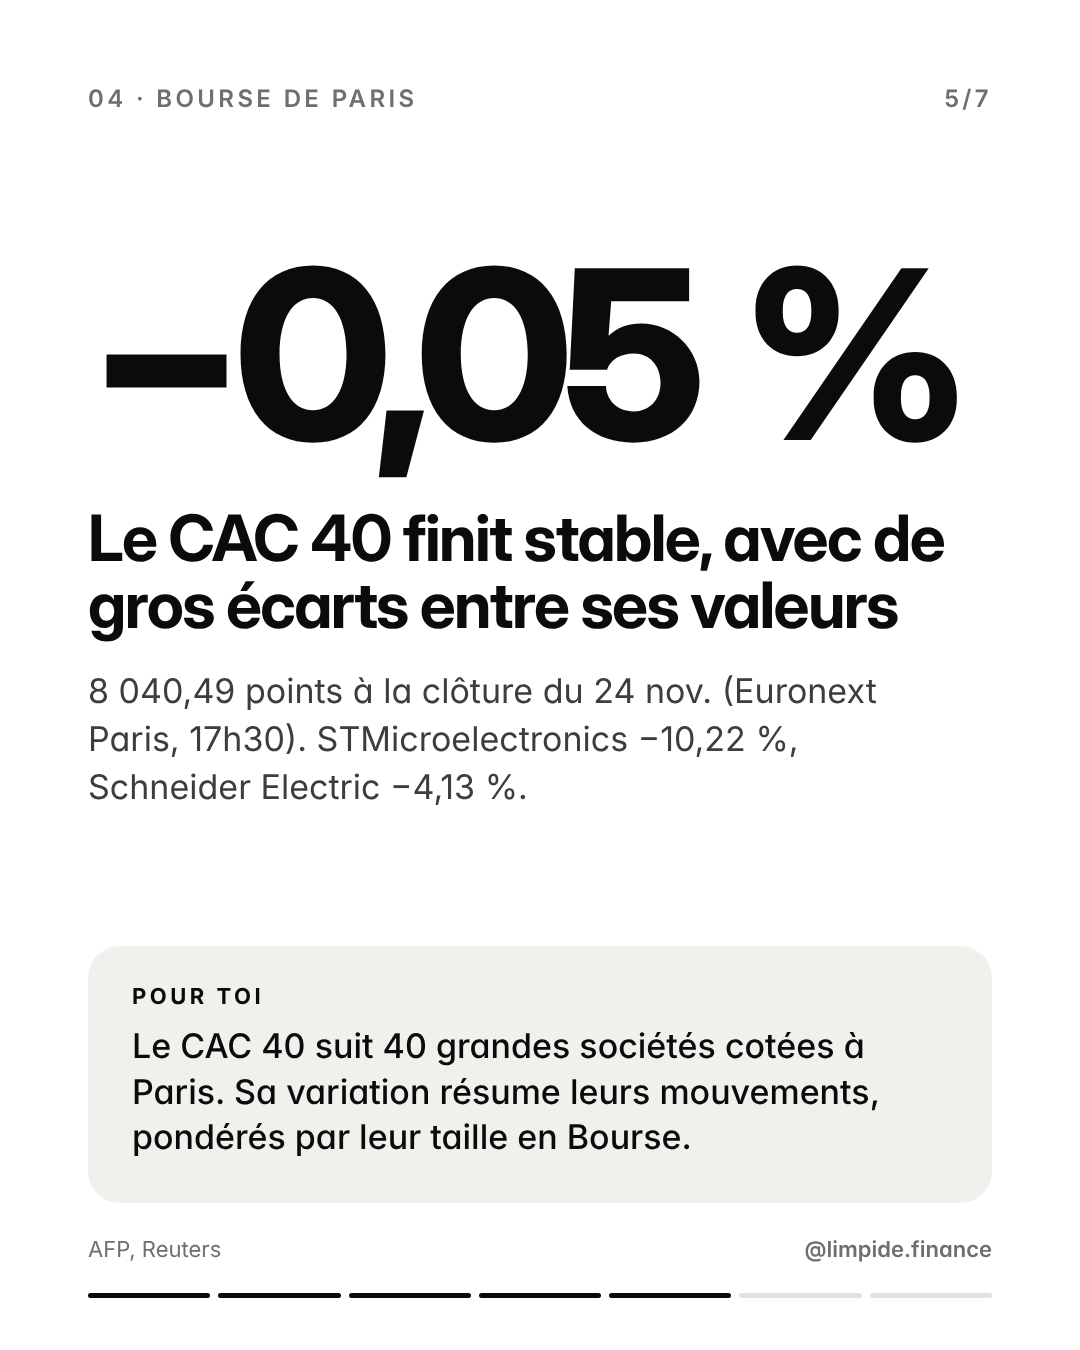 04 · BOURSE DE PARIS
5/7
−0,05 %
Le CAC 40 finit stable, avec de
gros écarts entre ses valeurs
8 040,49 points à la clôture du 24 nov. (Euronext
Paris, 17h30). STMicroelectronics −10,22 %,
Schneider Electric −4,13 %.
POUR TOI
Le CAC 40 suit 40 grandes sociétés cotées à
Paris. Sa variation résume leurs mouvements,
pondérés par leur taille en Bourse.
AFP, Reuters
@limpide.finance